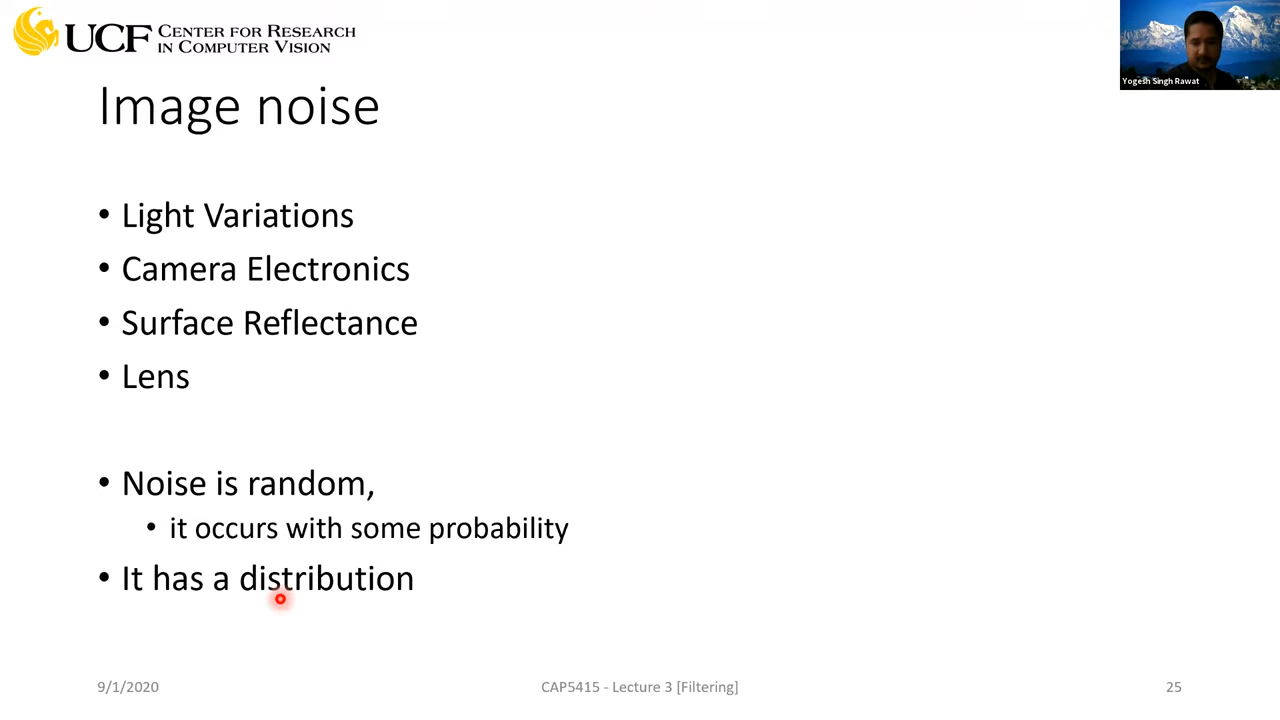 UCF CENTER FOR RESEARCH
IN COMPUTER VISION
Yogesh Singh Rawat
Image noise
• Light Variations
• Camera Electronics
• Surface Reflectance
• Lens
• Noise is random,
• it occurs with some probability
• It has a distribution
9/1/2020
CAP5415 - Lecture 3 [Filtering]
25